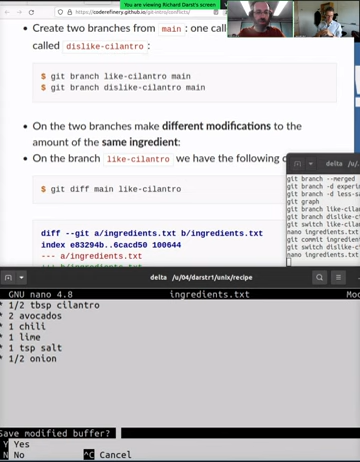 You are viewing Richard Darst's screen
https://coderefinery.github.io/git-intro/conflicts/
• Create two branches from main : one call
called dislike-cilantro :
$ git branch like-cilantro main
$ git branch dislike-cilantro main
• On the two branches make different modifications to the
amount of the same ingredient:
• On the branch like-cilantro we have the following c
$ git diff main like-cilantro
diff --git a/ingredients.txt b/ingredients.txt
index e83294b..6cacd50 100644
--- a/ingredients.txt
+++ b/ingredients.txt
delta /u/
git branch --merged
git branch -d experi
git branch -d less-sa
git graph
git branch like-cilan
git branch dislike-ci
git switch like-cilan
nano ingredients.txt
git commit ingredient
git switch dislike-ci
nano ingredients.txt
delta /u/04/darstr1/unix/recipe
GNU nano 4.8 ingredients.txt Mod
* 1/2 tbsp cilantro
* 2 avocados
* 1 chili
* 1 lime
* 1 tsp salt
* 1/2 onion
Save modified buffer?
Y Yes
N No ^C Cancel